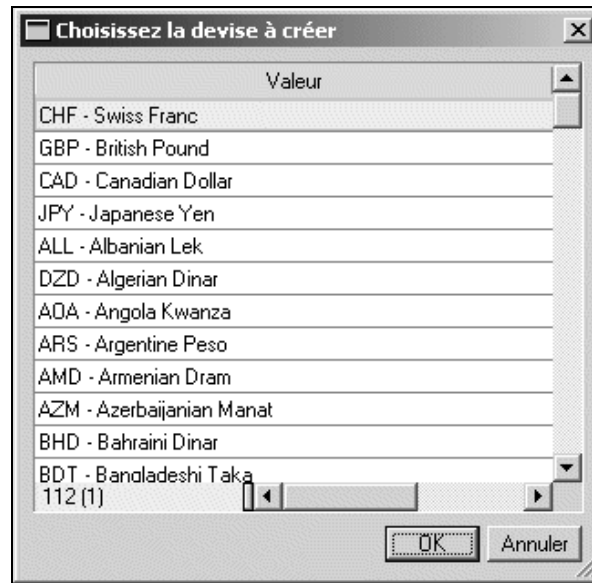 Choisissez la devise à créer
Valeur
CHF - Swiss Franc
GBP - British Pound
CAD - Canadian Dollar
JPY - Japanese Yen
ALL - Albanian Lek
DZD - Algerian Dinar
AOA - Angola Kwanza
ARS - Argentine Peso
AMD - Armenian Dram
AZM - Azerbaijanian Manat
BHD - Bahraini Dinar
BDT - Bangladeshi Taka
112 (1)
OK Annuler